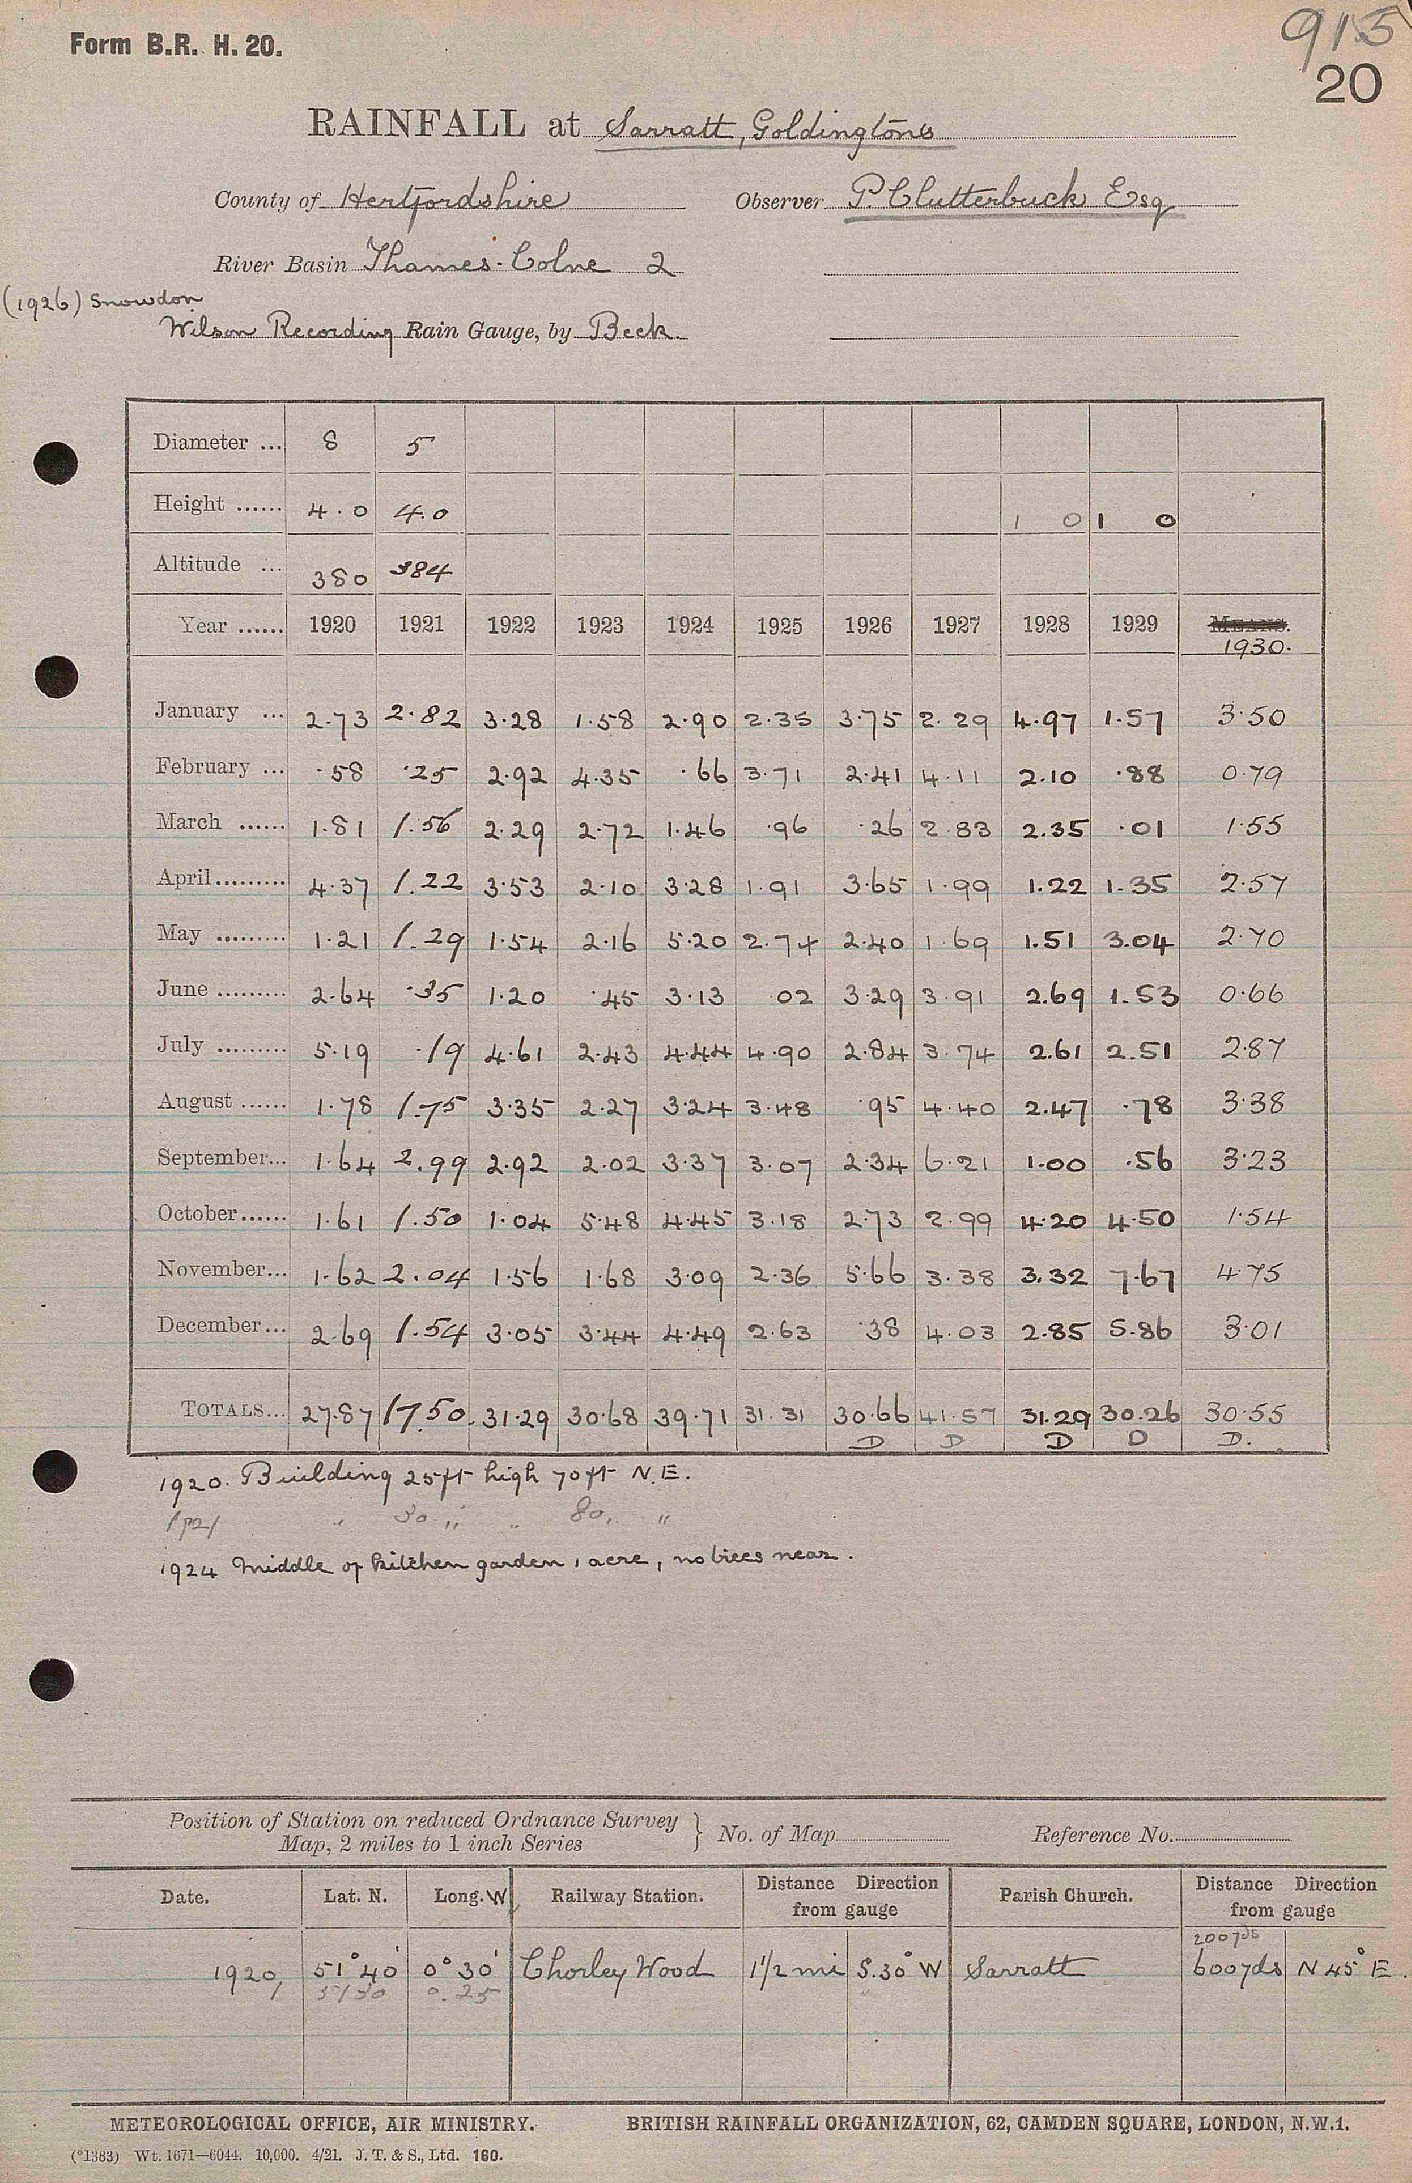 Form B.R. H. 20.
915
20
RAINFALL at Sarratt, Goldingtons
County of Hertfordshire Observer P. Clutterbuck Esq
River Basin Thames-Colne 2
(1926) Snowdon
Wilson Recording Rain Gauge, by Beck.
Diameter ... 8 5
Height ...... 4.0 4.0 1 0 1 0
Altitude ... 380 384
Year ...... 1920 1921 1922 1923 1924 1925 1926 1927 1928 1929 MEANS.
1930.
January ... 2.73 2.82 3.28 1.58 2.90 2.35 3.75 2.29 4.97 1.57 3.50
February ... .58 .25 2.92 4.35 .66 3.71 2.41 4.11 2.10 .88 0.79
March ...... 1.81 1.56 2.29 2.72 1.46 .96 .26 2.83 2.35 .01 1.55
April ......... 4.37 1.22 3.53 2.10 3.28 1.91 3.65 1.99 1.22 1.35 2.57
May ......... 1.21 1.29 1.54 2.16 5.20 2.74 2.40 1.69 1.51 3.04 2.70
June ......... 2.64 .35 1.20 .45 3.13 .02 3.29 3.91 2.69 1.53 0.66
July ......... 5.19 .19 4.61 2.43 4.44 4.90 2.84 3.74 2.61 2.51 2.87
August ...... 1.78 1.75 3.35 2.27 3.24 3.48 .95 4.40 2.47 .78 3.38
September... 1.64 2.99 2.92 2.02 3.37 3.07 2.34 6.21 1.00 .56 3.23
October ...... 1.61 1.50 1.04 5.48 4.45 3.18 2.73 2.99 4.20 4.50 1.54
November... 1.62 2.04 1.56 1.68 3.09 2.36 5.66 3.38 3.32 7.67 4.75
December... 2.69 1.54 3.05 3.44 4.49 2.63 .38 4.03 2.85 5.86 3.01
TOTALS... 27.87 17.50 31.29 30.68 39.71 31.31 30.66 41.57 31.29 30.26 30.55
D D D D D.
1920. Building 25ft high 70ft N.E.
1921 " 30 " " 80 "
1924 Middle of kitchen garden 1 acre, no trees near.
Position of Station on reduced Ordnance Survey
Map, 2 miles to 1 inch Series } No. of Map Reference No.
Date. Lat. N. Long. W Railway Station. Distance Direction from gauge Parish Church. Distance Direction from gauge
200yds
1920, 51° 40' 0° 30' Chorley Wood 1½ mi S.30° W Sarratt 600yds N 45° E.
51 30 0.25
METEOROLOGICAL OFFICE, AIR MINISTRY. BRITISH RAINFALL ORGANIZATION, 62, CAMDEN SQUARE, LONDON, N.W.1.
(*1383) Wt. 1671—6044. 10,000. 4/21. J. T. & S., Ltd. 160.